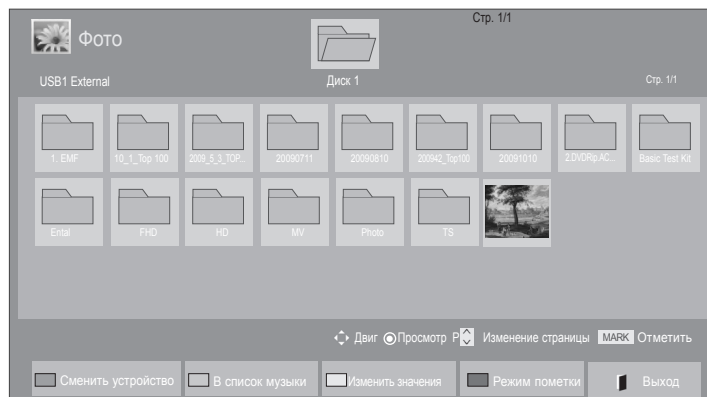 Стр. 1/1
Фото
USB1 External
Диск 1
Стр. 1/1
1. EMF
10_1_Top 100
2009_5_3_TOP...
20090711
20090810
200942_Top100
20091010
2.DVDRip.AC...
Basic Test Kit
Ental
FHD
HD
MV
Photo
TS
Двиг Просмотр P Изменение страницы MARK Отметить
Сменить устройство
В список музыки
Изменить значения
Режим пометки
Выход